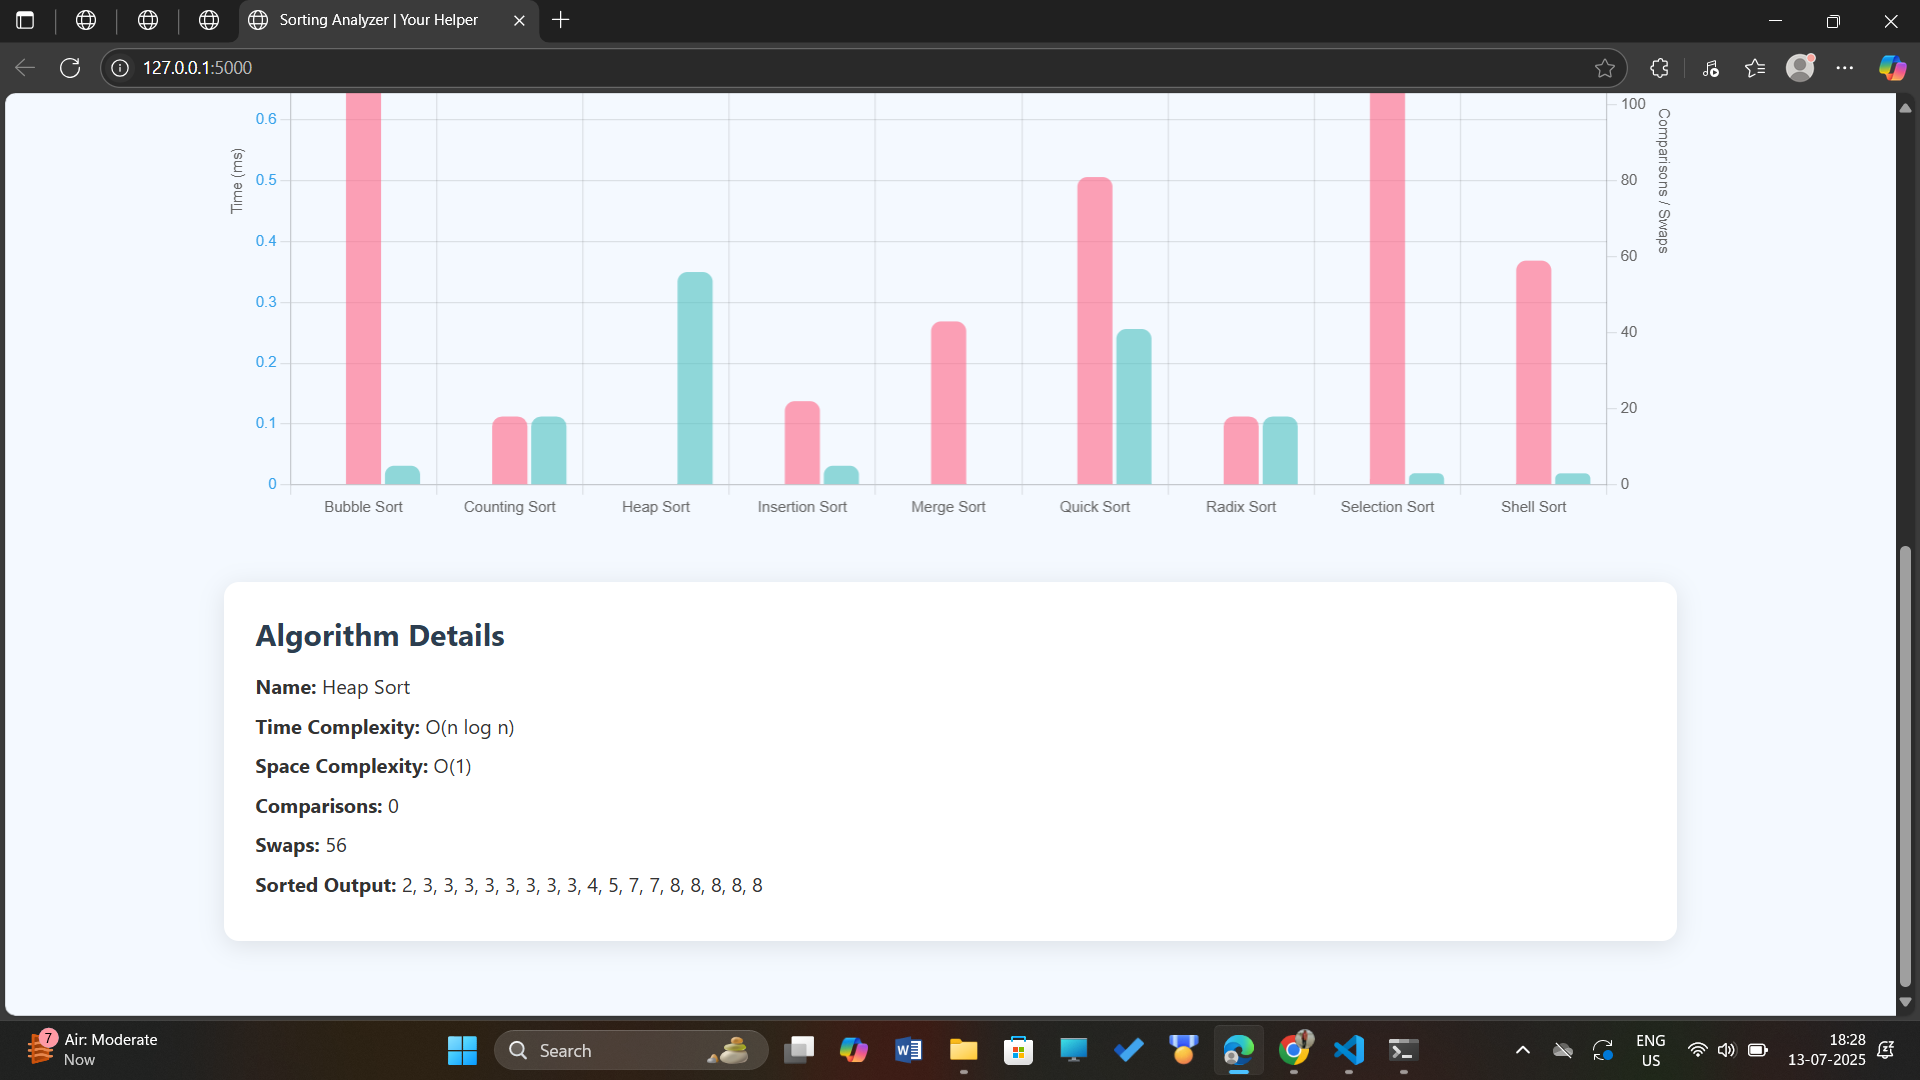 Sorting Analyzer | Your Helper
127.0.0.1:5000
Time (ms)
0.6
0.5
0.4
0.3
0.2
0.1
0
100
80
60
40
20
0
Comparisons / Swaps
Bubble Sort Counting Sort Heap Sort Insertion Sort Merge Sort Quick Sort Radix Sort Selection Sort Shell Sort
Algorithm Details
Name: Heap Sort
Time Complexity: O(n log n)
Space Complexity: O(1)
Comparisons: 0
Swaps: 56
Sorted Output: 2, 3, 3, 3, 3, 3, 3, 3, 3, 4, 5, 7, 7, 8, 8, 8, 8, 8
7
Air: Moderate
Now
Search
ENG
US
18:28
13-07-2025